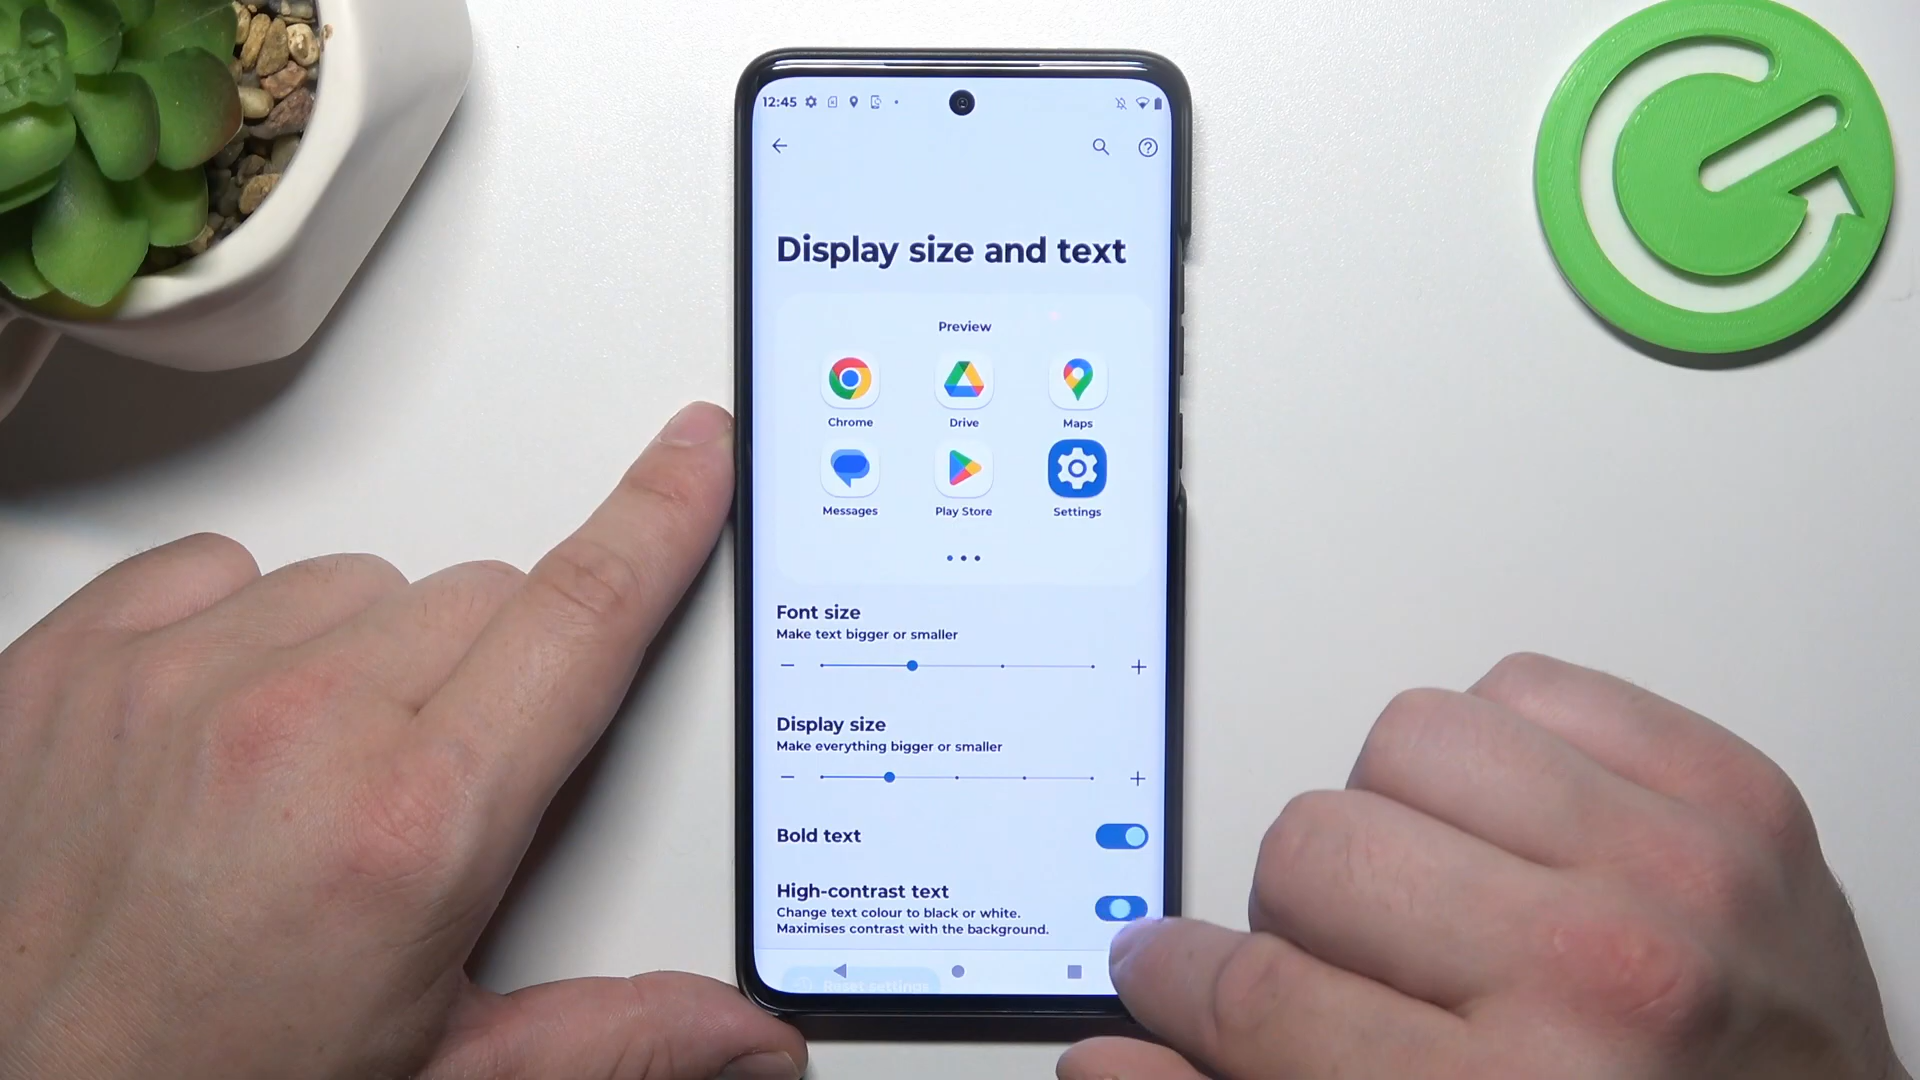 12:45
Display size and text
Preview
Chrome Drive Maps
Messages Play Store Settings
Font size
Make text bigger or smaller
Display size
Make everything bigger or smaller
Bold text
High-contrast text
Change text colour to black or white.
Maximises contrast with the background.
Reset settings